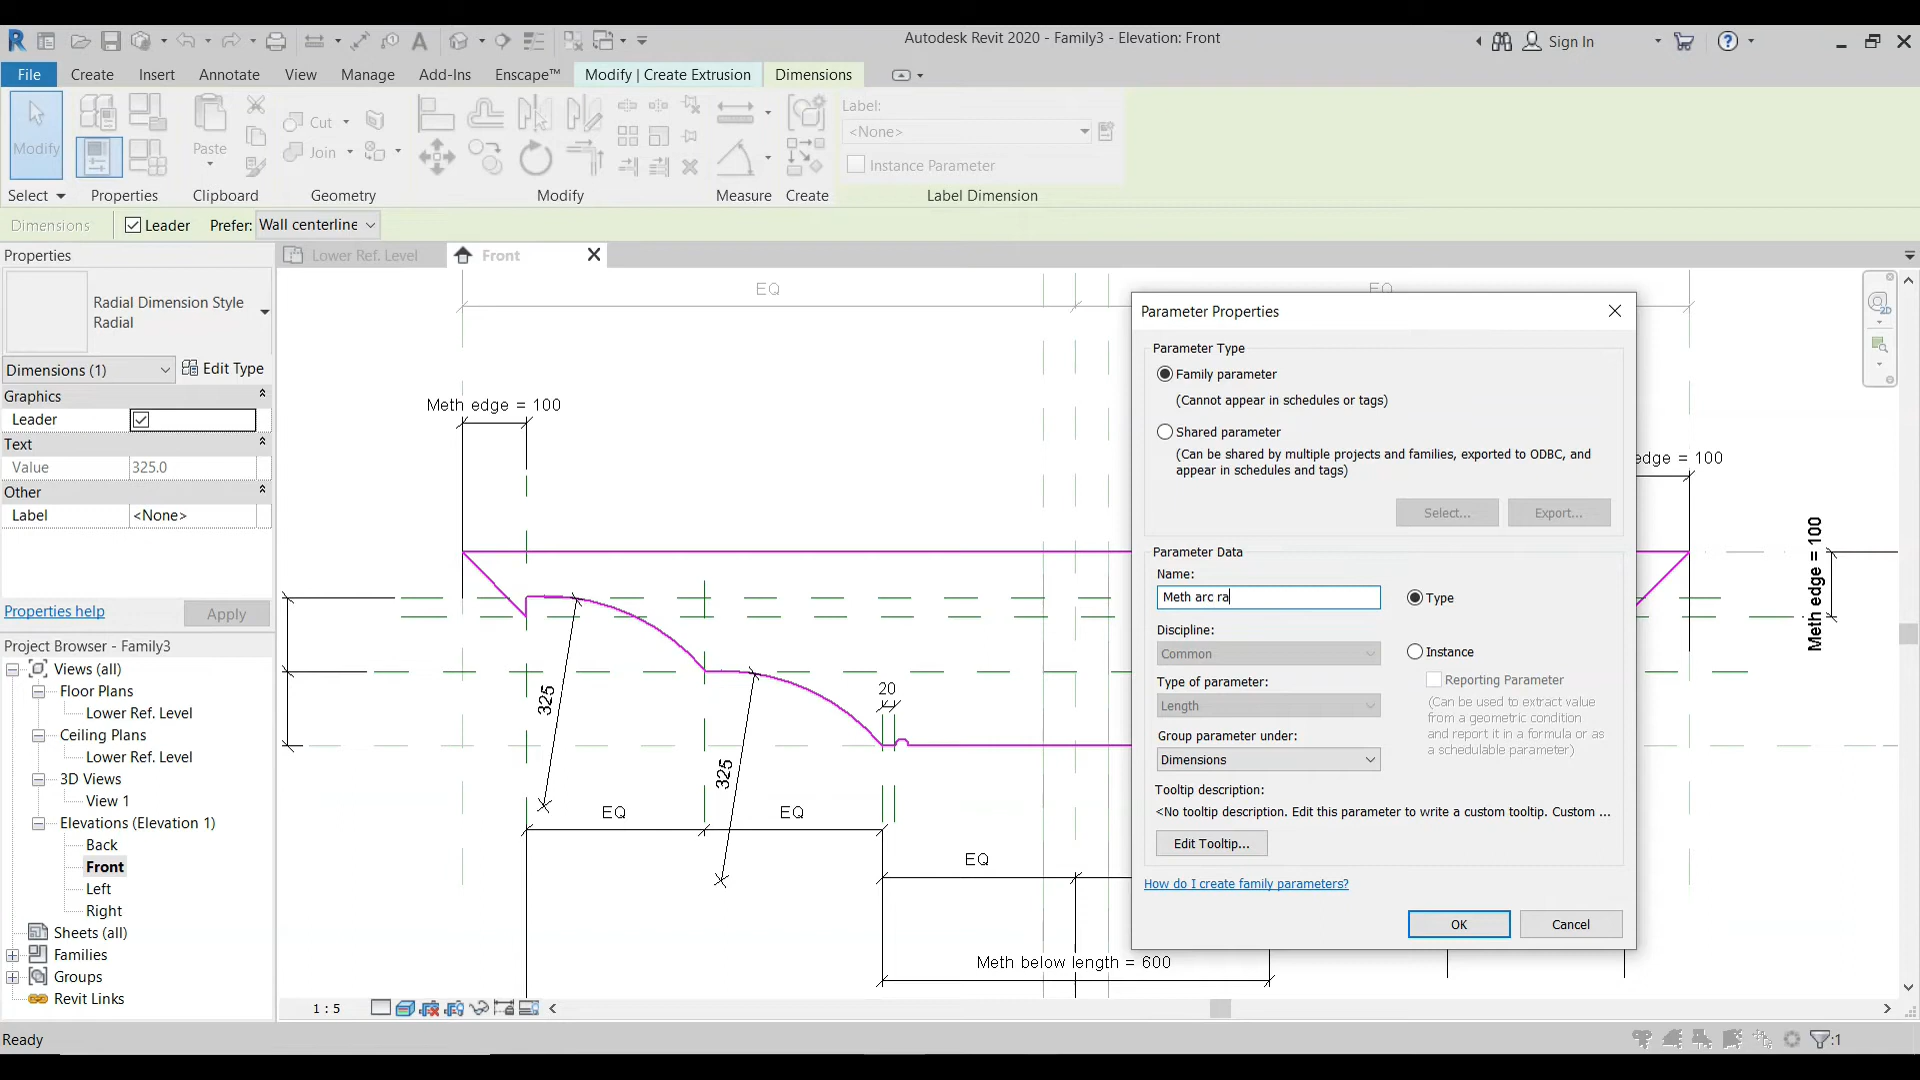 Autodesk Revit 2020 - Family3 - Elevation: Front
Sign In
File Create Insert Annotate View Manage Add-Ins Enscape™ Modify | Create Extrusion Dimensions
Modify
Paste
Cut
Join
Label:
<None>
Instance Parameter
Select Properties Clipboard Geometry Modify Measure Create Label Dimension
Dimensions Leader Prefer: Wall centerline
Properties
Radial Dimension Style
Radial
Dimensions (1) Edit Type
Graphics
Leader
Text
Value 325.0
Other
Label <None>
Properties help Apply
Project Browser - Family3
Views (all)
Floor Plans
Lower Ref. Level
Ceiling Plans
Lower Ref. Level
3D Views
View 1
Elevations (Elevation 1)
Back
Front
Left
Right
Sheets (all)
Families
Groups
Revit Links
Lower Ref. Level
Front
EQ
EQ
Meth edge = 100
edge = 100
Meth edge = 100
325
325
20
EQ
EQ
EQ
Meth below length = 600
Parameter Properties
Parameter Type
Family parameter
(Cannot appear in schedules or tags)
Shared parameter
(Can be shared by multiple projects and families, exported to ODBC, and
appear in schedules and tags)
Select...
Export...
Parameter Data
Name:
Meth arc ra
Type
Discipline:
Common
Instance
Type of parameter:
Length
Reporting Parameter
(Can be used to extract value
from a geometric condition
and report it in a formula or as
a schedulable parameter)
Group parameter under:
Dimensions
Tooltip description:
<No tooltip description. Edit this parameter to write a custom tooltip. Custom ...
Edit Tooltip...
How do I create family parameters?
OK
Cancel
1 : 5
Ready
:1